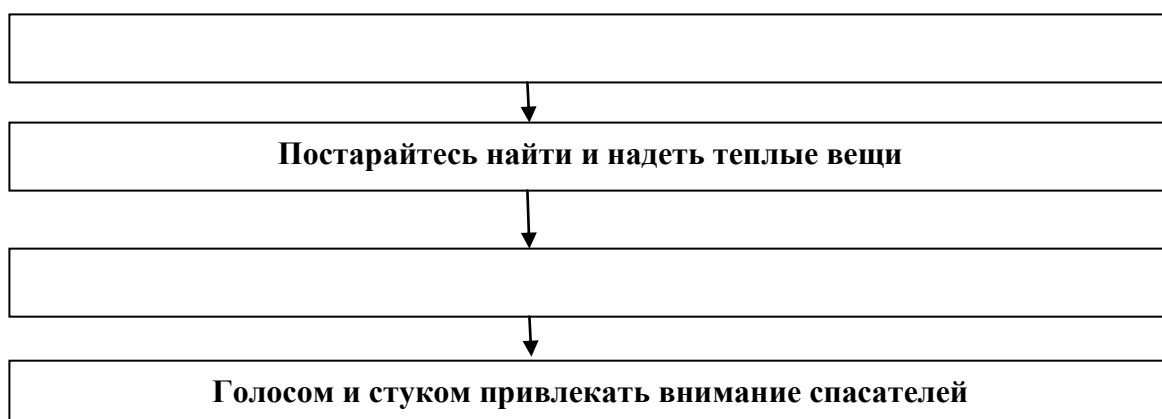 Постарайтесь найти и надеть теплые вещи
Голосом и стуком привлекать внимание спасателей